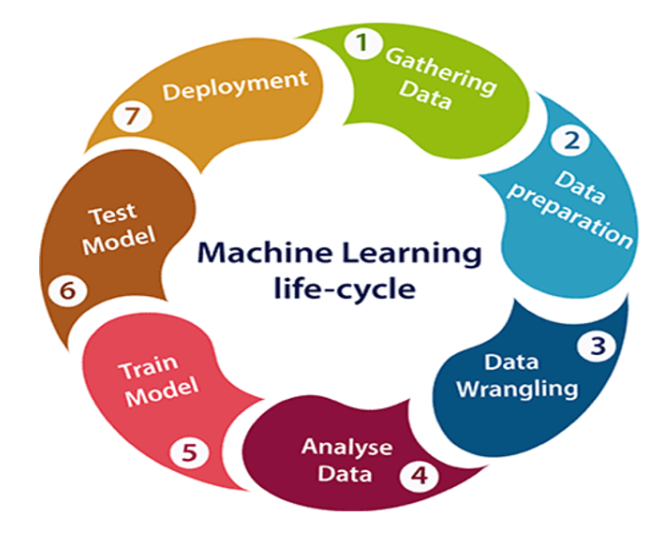 Machine Learning
life-cycle
1
Gathering
Data
2
Data
preparation
3
Data
Wrangling
Analyse
Data
4
Train
Model
5
Test
Model
6
Deployment
7